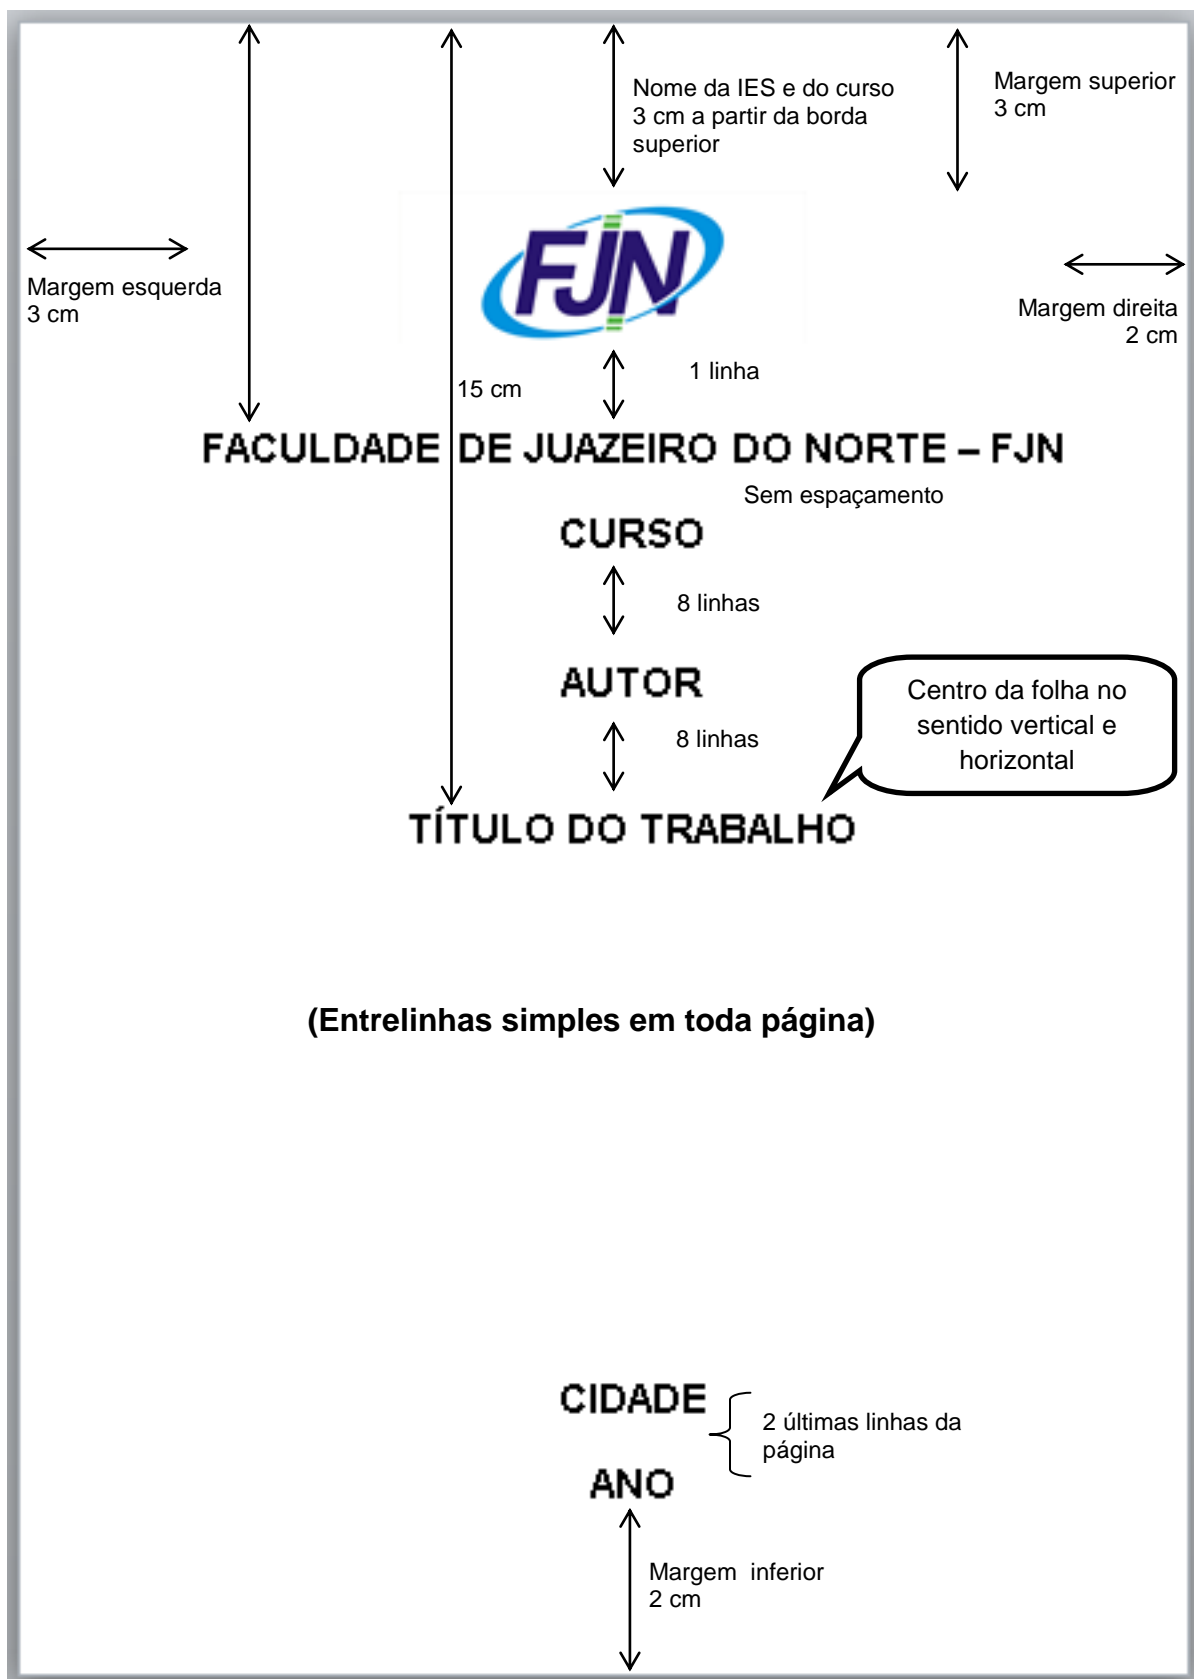 Nome da IES e do curso
3 cm a partir da borda
superior
Margem superior
3 cm
FJN
Margem esquerda
3 cm
Margem direita
2 cm
1 linha
15 cm
FACULDADE DE JUAZEIRO DO NORTE – FJN
Sem espaçamento
CURSO
8 linhas
AUTOR
Centro da folha no
sentido vertical e
horizontal
8 linhas
TÍTULO DO TRABALHO
(Entrelinhas simples em toda página)
CIDADE
2 últimas linhas da
página
ANO
Margem inferior
2 cm